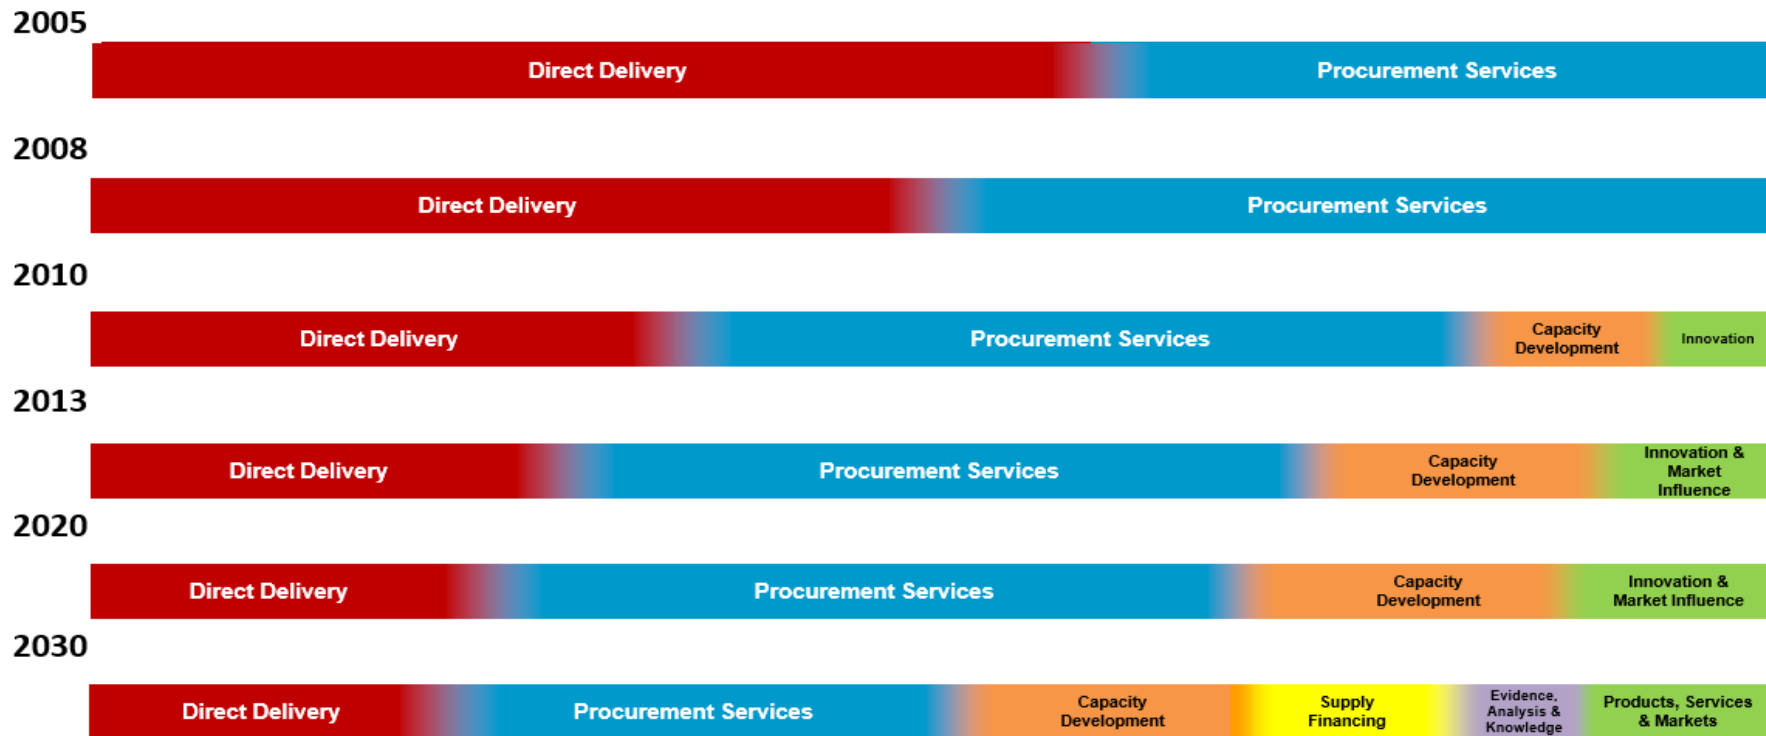 2005
Direct Delivery
Procurement Services
2008
Direct Delivery
Procurement Services
2010
Direct Delivery
Procurement Services
Capacity
Development
Innovation
2013
Direct Delivery
Procurement Services
Capacity
Development
Innovation &
Market
Influence
2020
Direct Delivery
Procurement Services
Capacity
Development
Innovation &
Market Influence
2030
Direct Delivery
Procurement Services
Capacity
Development
Supply
Financing
Evidence,
Analysis &
Knowledge
Products, Services
& Markets